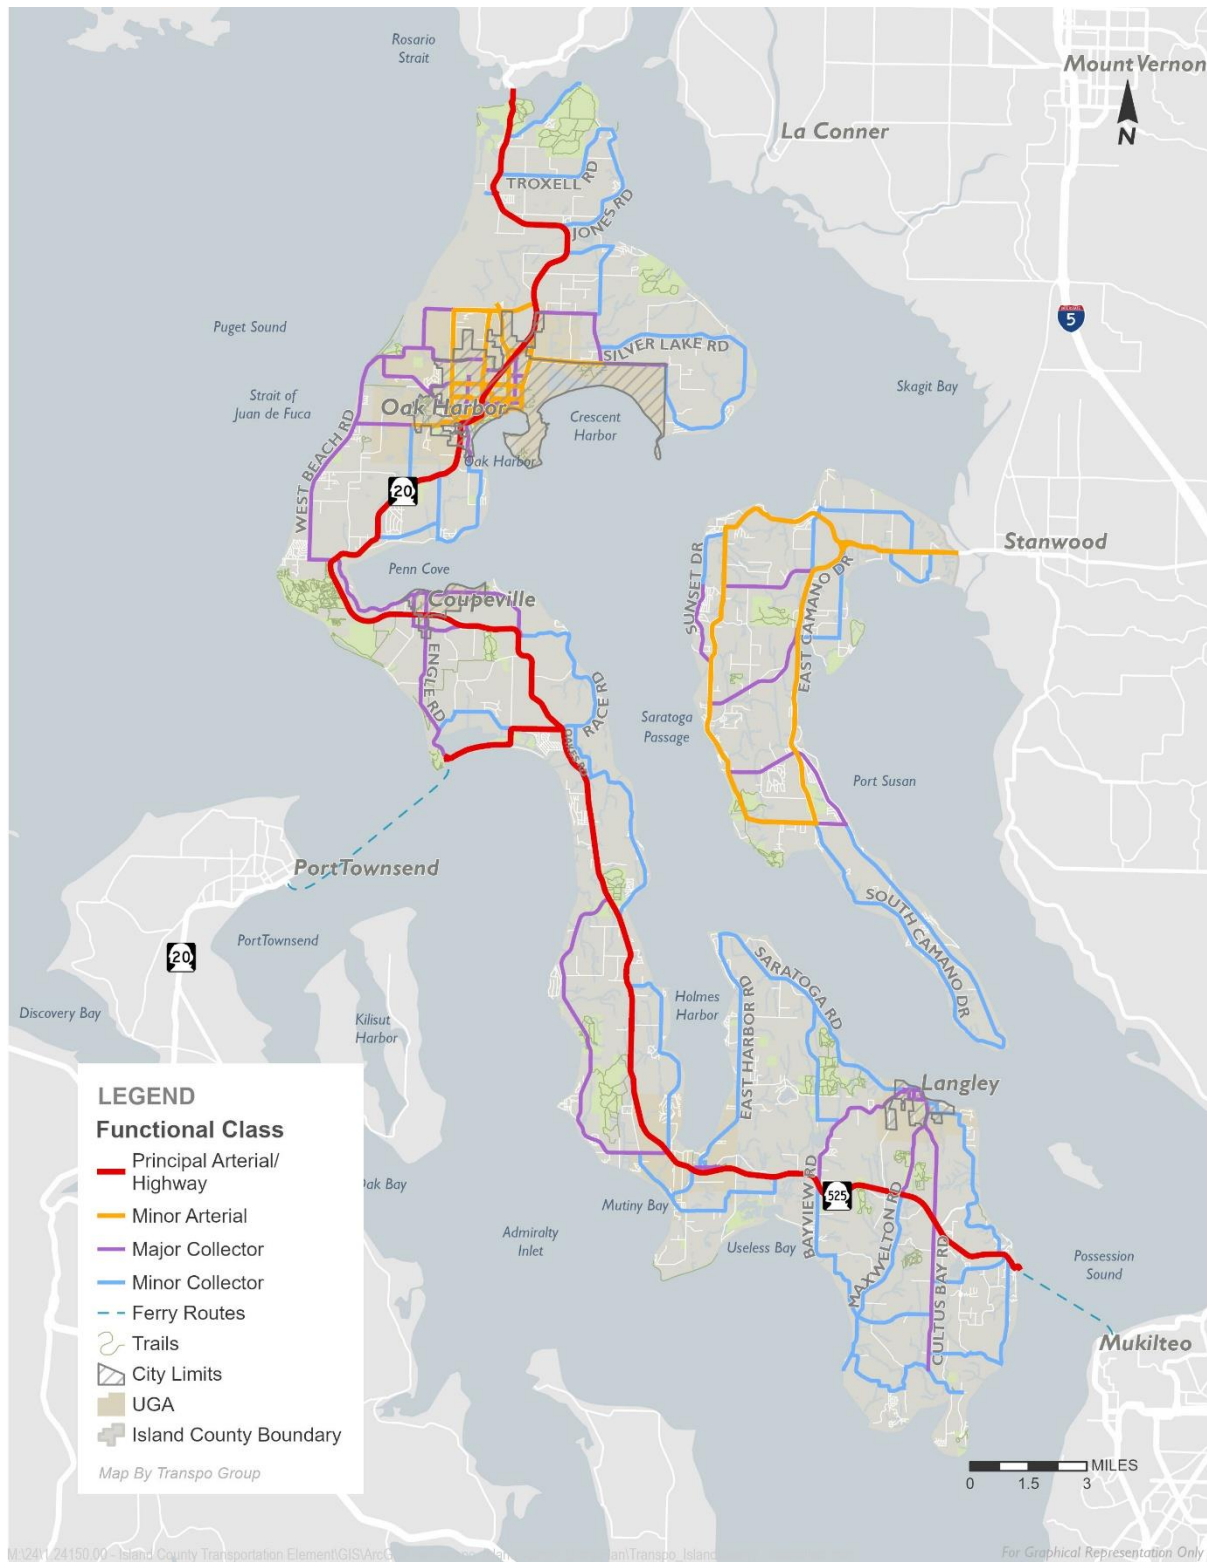 Rosario
Strait
Mount Vernon
N
La Conner
TROXELL RD
JONES RD
5
Puget Sound
SILVER LAKE RD
Skagit Bay
Strait of
Juan de Fuca
Oak Harbor
Crescent
Harbor
WEST BEACH RD
Oak Harbor
20
Stanwood
Penn Cove
Coupeville
SUNSET DR
EAST CAMANO DR
ENGLE RD
RACE RD
Saratoga
Passage
Port Susan
PortTownsend
SOUTH CAMANO DR
PortTownsend
20
SARATOGA RD
Holmes
Harbor
EAST HARBOR RD
Discovery Bay
Kilisut
Harbor
Langley
LEGEND
Functional Class
Principal Arterial/
Highway
Minor Arterial
Major Collector
Minor Collector
Ferry Routes
Trails
City Limits
UGA
Island County Boundary
Map By Transpo Group
Oak Bay
Mutiny Bay
Admiralty
Inlet
Useless Bay
BAYVIEW RD
525
MAXWELTON RD
CULTUS BAY RD
Possession
Sound
Mukilteo
MILES
0 1.5 3
For Graphical Representation Only